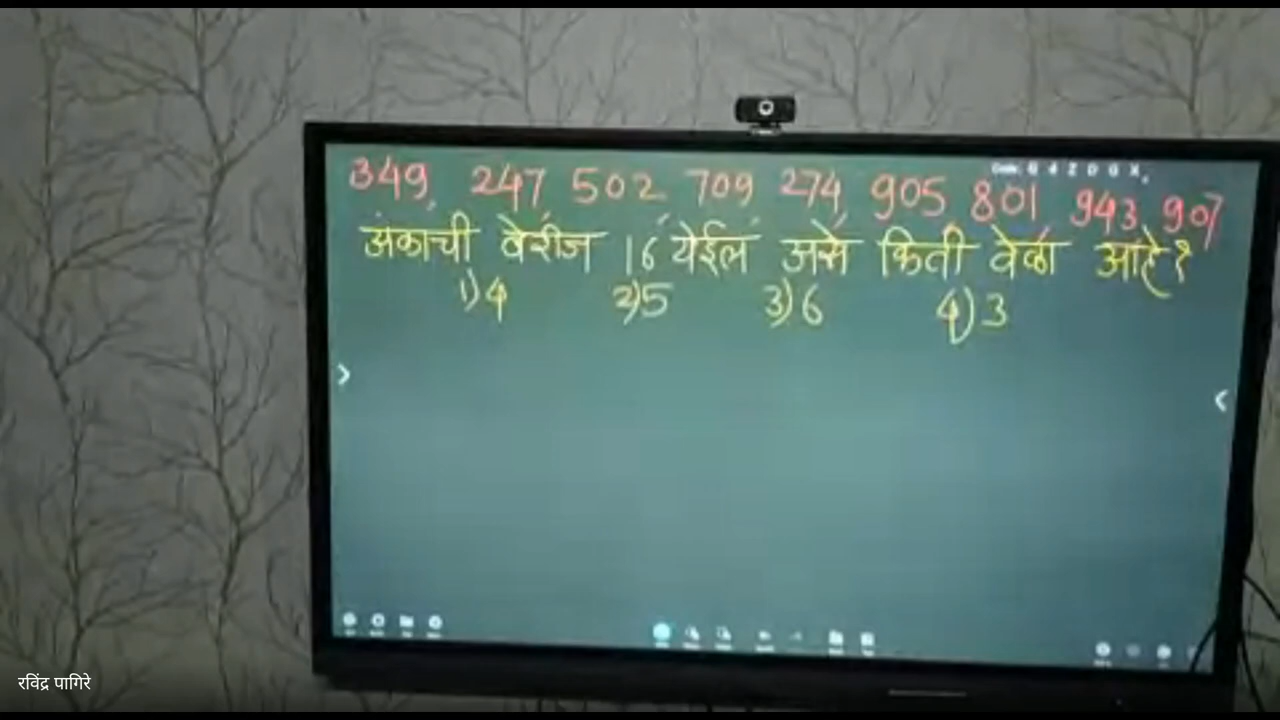 349, 247, 502, 709, 274, 905, 801, 943, 907
अंकाची बेरीज 16 येईल असे किती वेळा आहे?
1) 4 2) 5 3) 6 4) 3
रविंद्र पागिरे